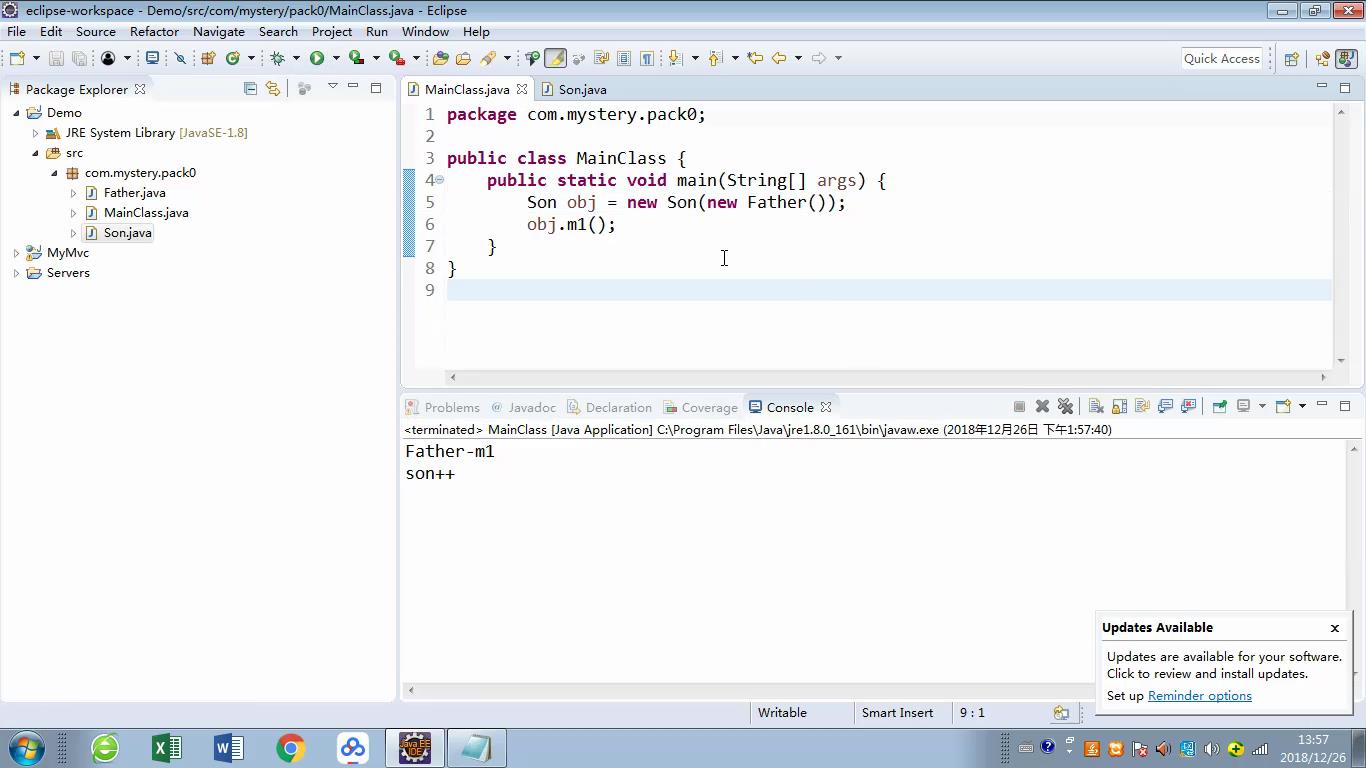 eclipse-workspace - Demo/src/com/mystery/pack0/MainClass.java - Eclipse
File Edit Source Refactor Navigate Search Project Run Window Help
Quick Access
Package Explorer
Demo
JRE System Library [JavaSE-1.8]
src
com.mystery.pack0
Father.java
MainClass.java
Son.java
MyMvc
Servers
MainClass.java Son.java
1 package com.mystery.pack0;
2
3 public class MainClass {
4 public static void main(String[] args) {
5 Son obj = new Son(new Father());
6 obj.m1();
7 }
8 }
9
Problems @ Javadoc Declaration Coverage Console
<terminated> MainClass [Java Application] C:\Program Files\Java\jre1.8.0_161\bin\javaw.exe (2018年12月26日 下午1:57:40)
Father-m1
son++
Updates Available x
Updates are available for your software.
Click to review and install updates.
Set up Reminder options
Writable Smart Insert 9 : 1
Java EE
IDE
13:57
2018/12/26